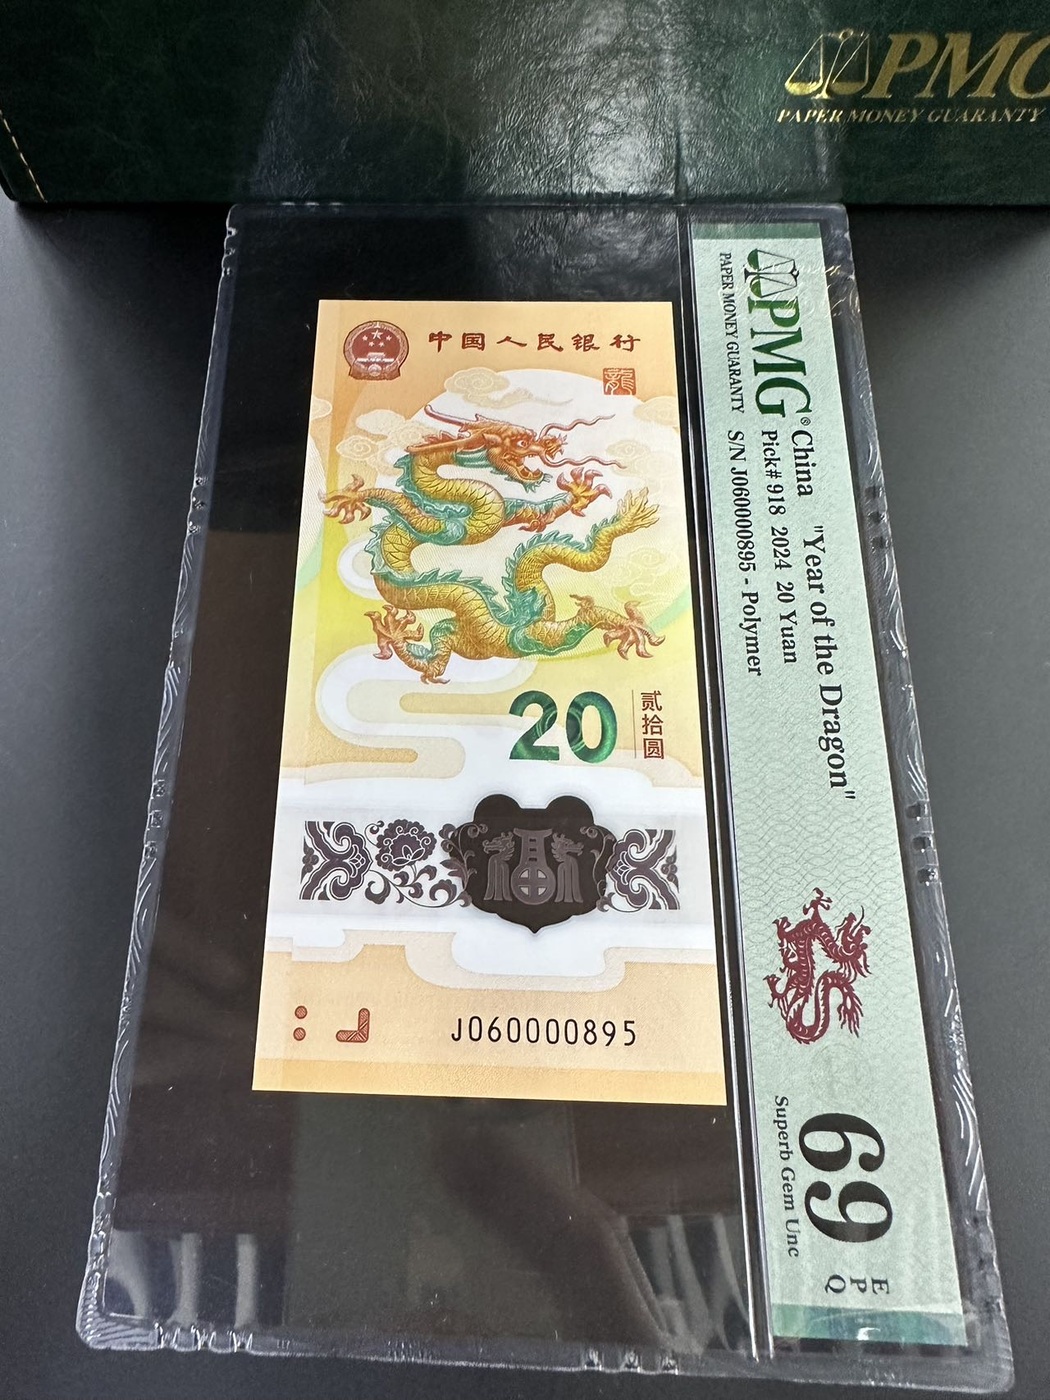 PMG
PAPER MONEY GUARANTY
中国人民银行
龍
20
贰拾圆
J060000895
PMG®
PAPER MONEY GUARANTY
China "Year of the Dragon"
Pick# 918 2024 20 Yuan
S/N J060000895 - Polymer
69
Superb Gem Unc
EPQ